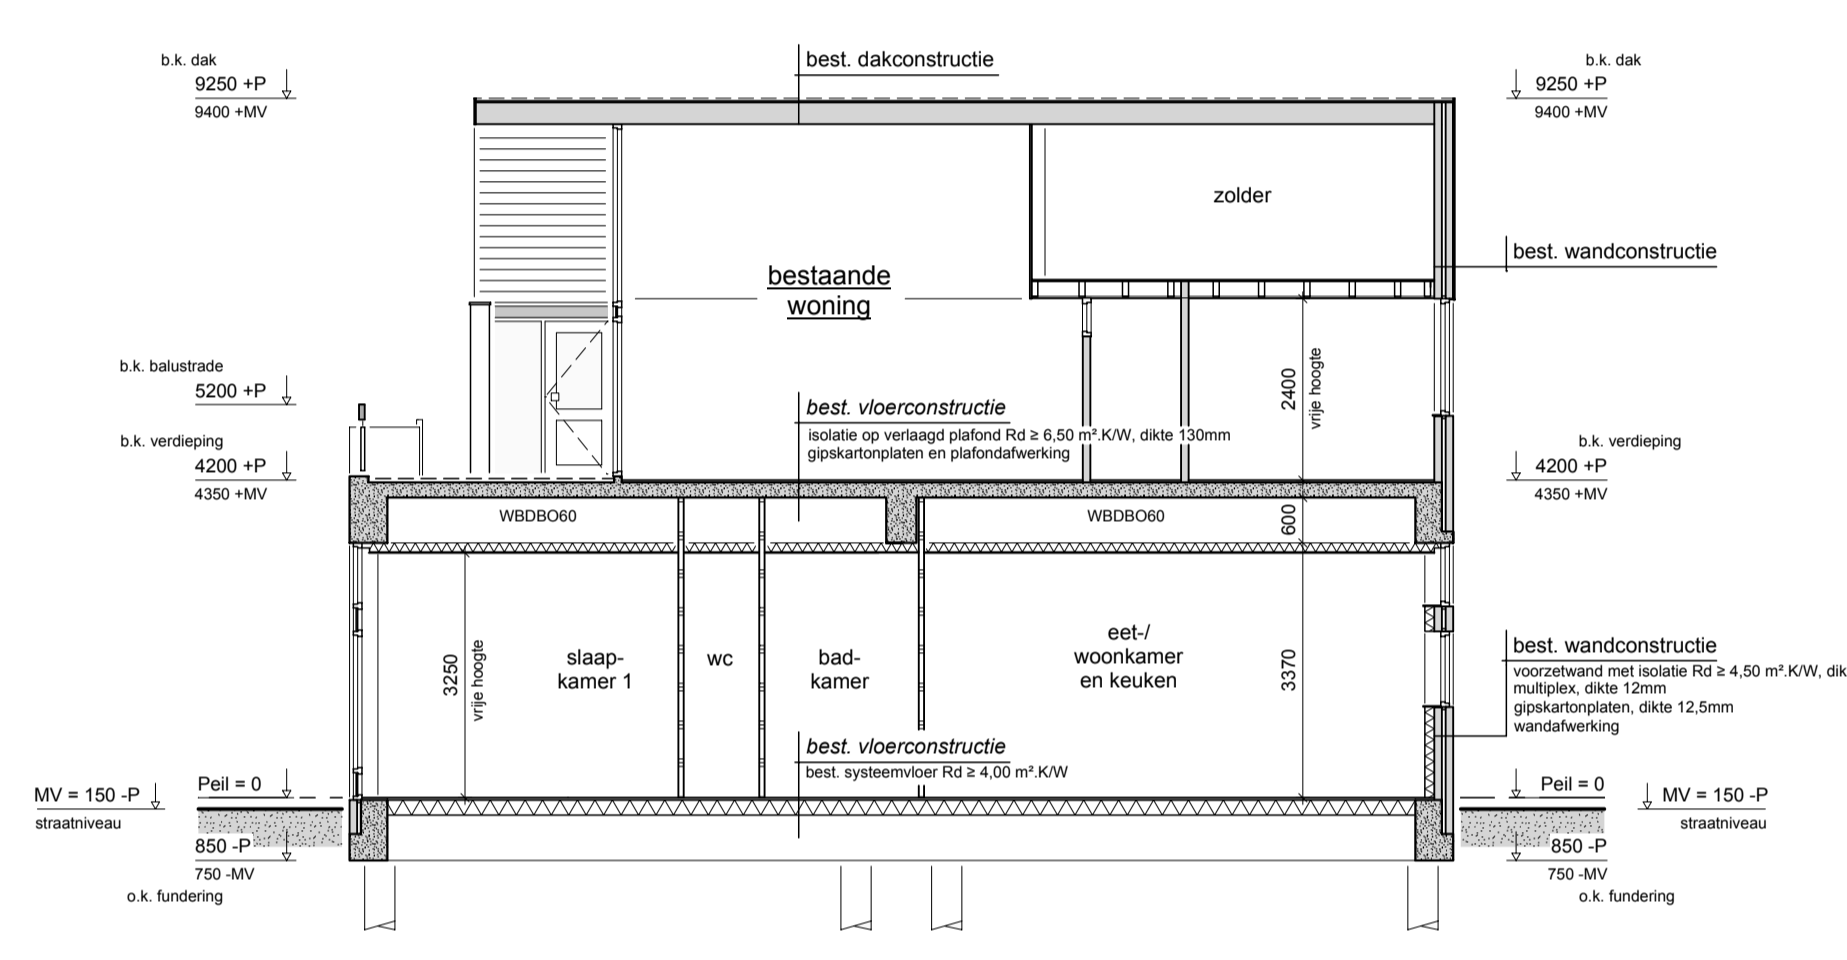 b.k. dak
9250 +P
9400 +MV
best. dakconstructie
b.k. dak
9250 +P
9400 +MV
zolder
best. wandconstructie
bestaande
woning
b.k. balustrade
5200 +P
2400
vrije hoogte
best. vloerconstructie
isolatie op verlaagd plafond Rd ≥ 6,50 m².K/W, dikte 130mm
gipskartonplaten en plafondafwerking
b.k. verdieping
4200 +P
4350 +MV
b.k. verdieping
4200 +P
4350 +MV
WBDBO60
WBDBO60
600
3250
vrije hoogte
slaap-
kamer 1
wc
bad-
kamer
eet-/
woonkamer
en keuken
3370
best. wandconstructie
voorzetwand met isolatie Rd ≥ 4,50 m².K/W, dik
multiplex, dikte 12mm
gipskartonplaten, dikte 12,5mm
wandafwerking
best. vloerconstructie
best. systeemvloer Rd ≥ 4,00 m².K/W
MV = 150 -P
straatniveau
Peil = 0
850 -P
750 -MV
o.k. fundering
Peil = 0
MV = 150 -P
straatniveau
850 -P
750 -MV
o.k. fundering